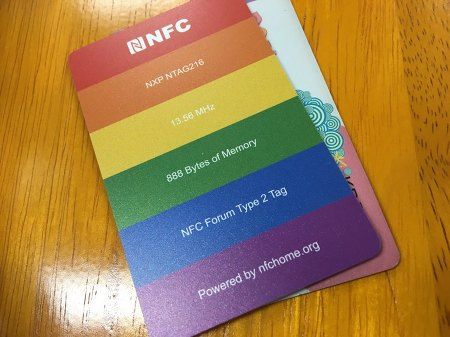 NFC
NXP NTAG216
13.56 MHz
888 Bytes of Memory
NFC Forum Type 2 Tag
Powered by nfchome.org